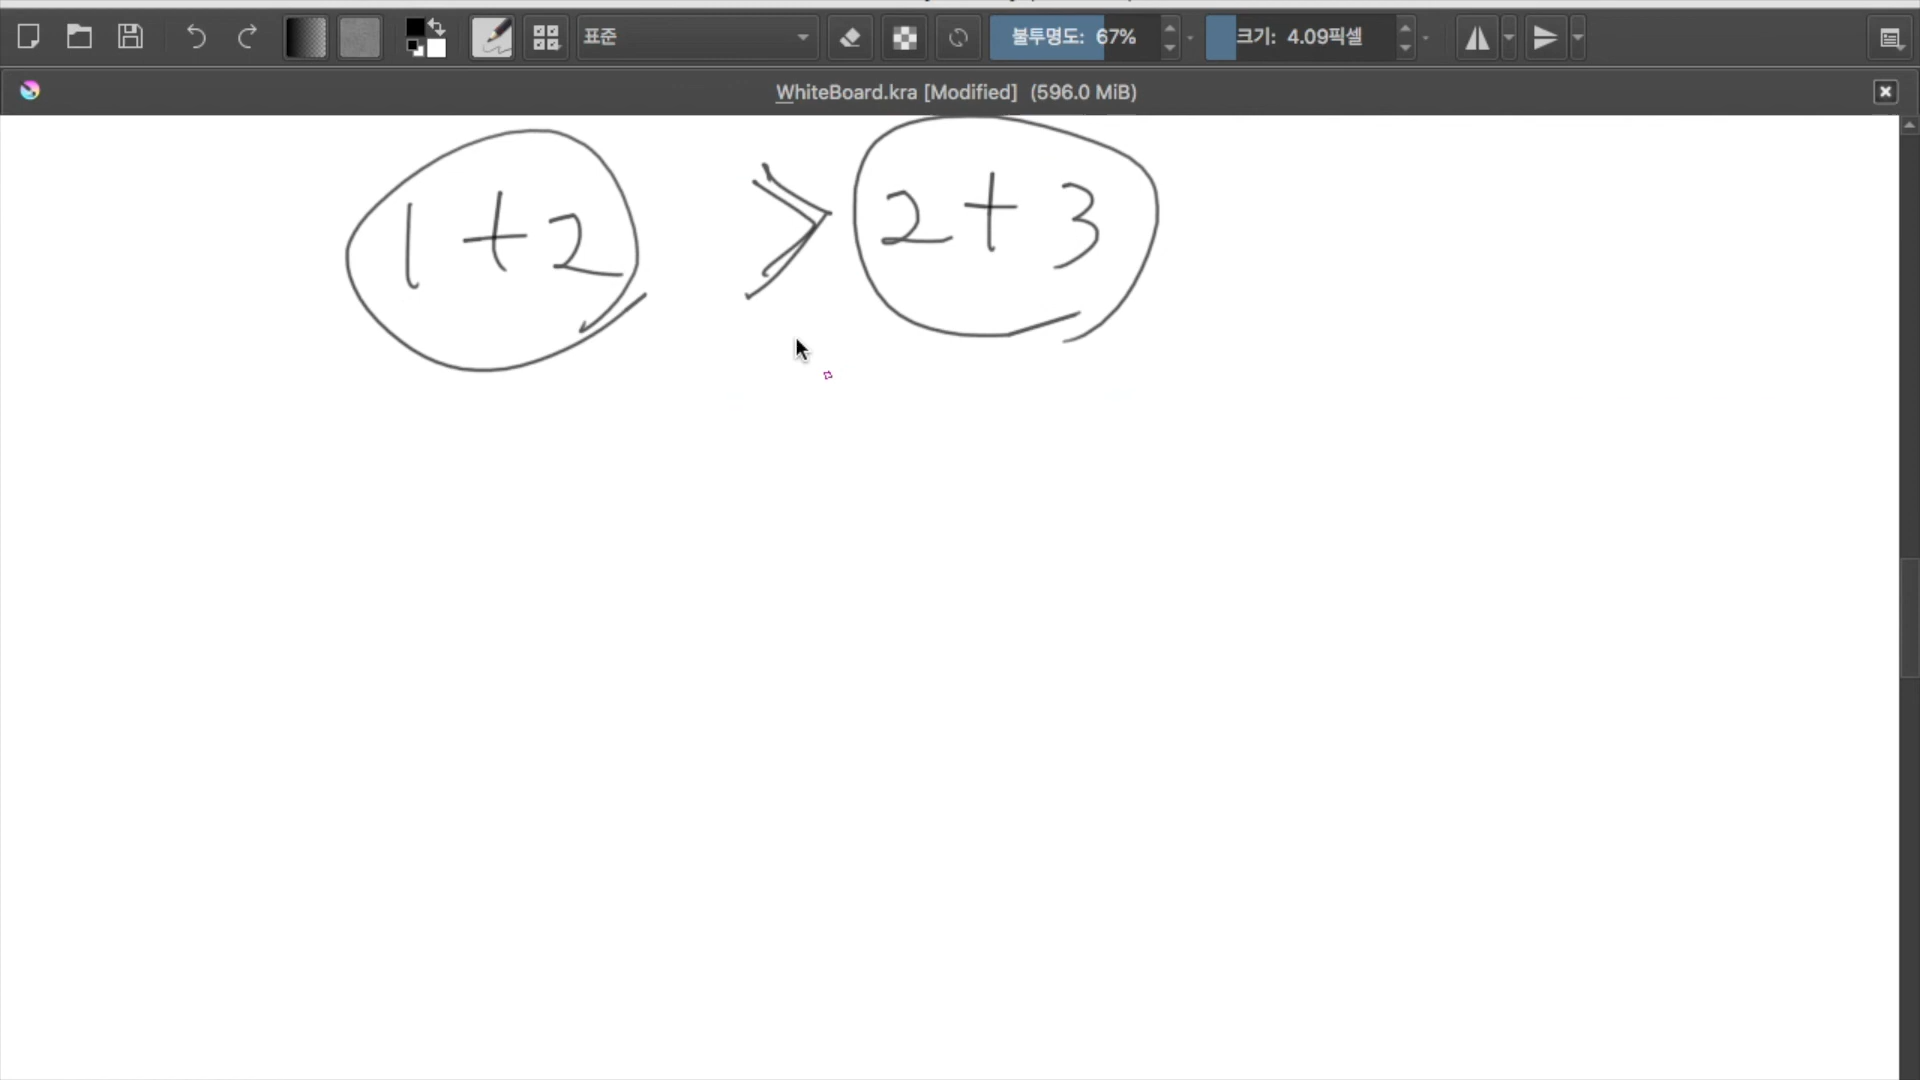 표준
불투명도: 67%
크기: 4.09픽셀
WhiteBoard.kra [Modified] (596.0 MiB)
1 + 2 > 2 + 3